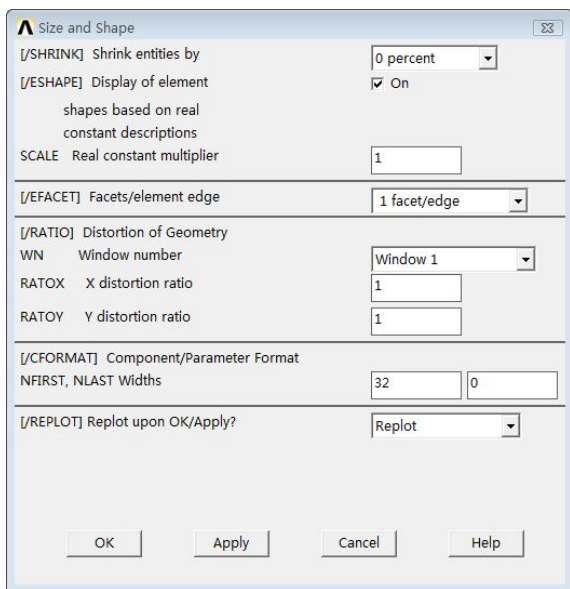 Size and Shape
[/SHRINK] Shrink entities by 0 percent
[/ESHAPE] Display of element On
shapes based on real
constant descriptions
SCALE Real constant multiplier 1
[/EFACET] Facets/element edge 1 facet/edge
[/RATIO] Distortion of Geometry
WN Window number Window 1
RATOX X distortion ratio 1
RATOY Y distortion ratio 1
[/CFORMAT] Component/Parameter Format
NFIRST, NLAST Widths 32 0
[/REPLOT] Replot upon OK/Apply? Replot
OK Apply Cancel Help